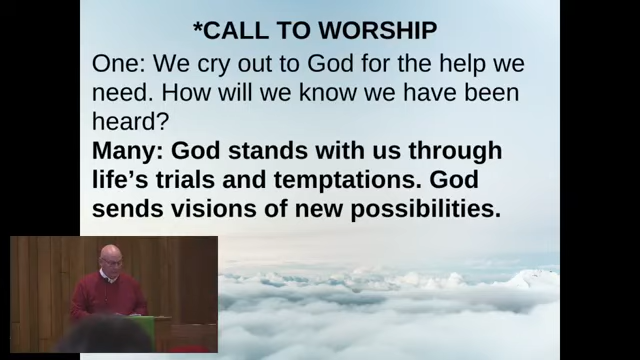 *CALL TO WORSHIP
One: We cry out to God for the help we
need. How will we know we have been
heard?
Many: God stands with us through
life’s trials and temptations. God
sends visions of new possibilities.